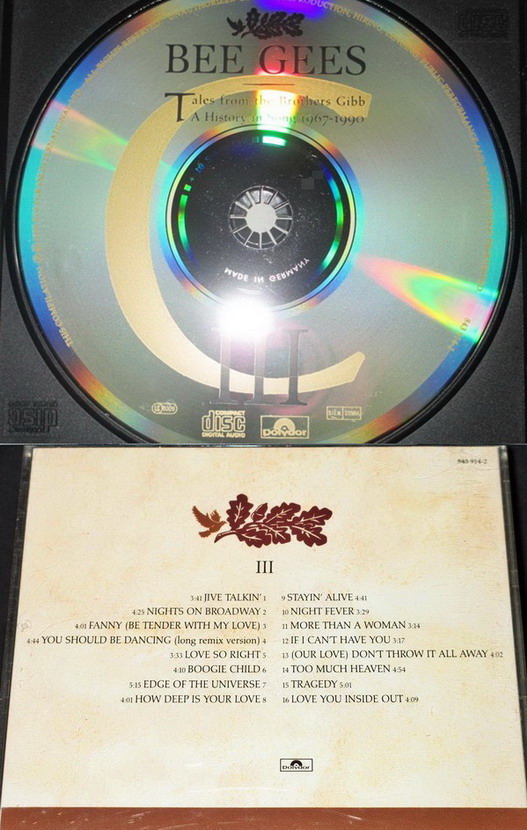 BEE GEES
Tales from the Brothers Gibb
A History in Song 1967-1990
MADE IN GERMANY
III
COMPACT
disc
DIGITAL AUDIO
Polydor
III
3:41 JIVE TALKIN' 1
4:25 NIGHTS ON BROADWAY 2
4:01 FANNY (BE TENDER WITH MY LOVE) 3
4:44 YOU SHOULD BE DANCING (long remix version) 4
3:33 LOVE SO RIGHT 5
4:10 BOOGIE CHILD 6
5:15 EDGE OF THE UNIVERSE 7
4:01 HOW DEEP IS YOUR LOVE 8
9 STAYIN' ALIVE 4:41
10 NIGHT FEVER 3:29
11 MORE THAN A WOMAN 3:14
12 IF I CAN'T HAVE YOU 3:17
13 (OUR LOVE) DON'T THROW IT ALL AWAY 4:02
14 TOO MUCH HEAVEN 4:54
15 TRAGEDY 5:01
16 LOVE YOU INSIDE OUT 4:09
Polydor